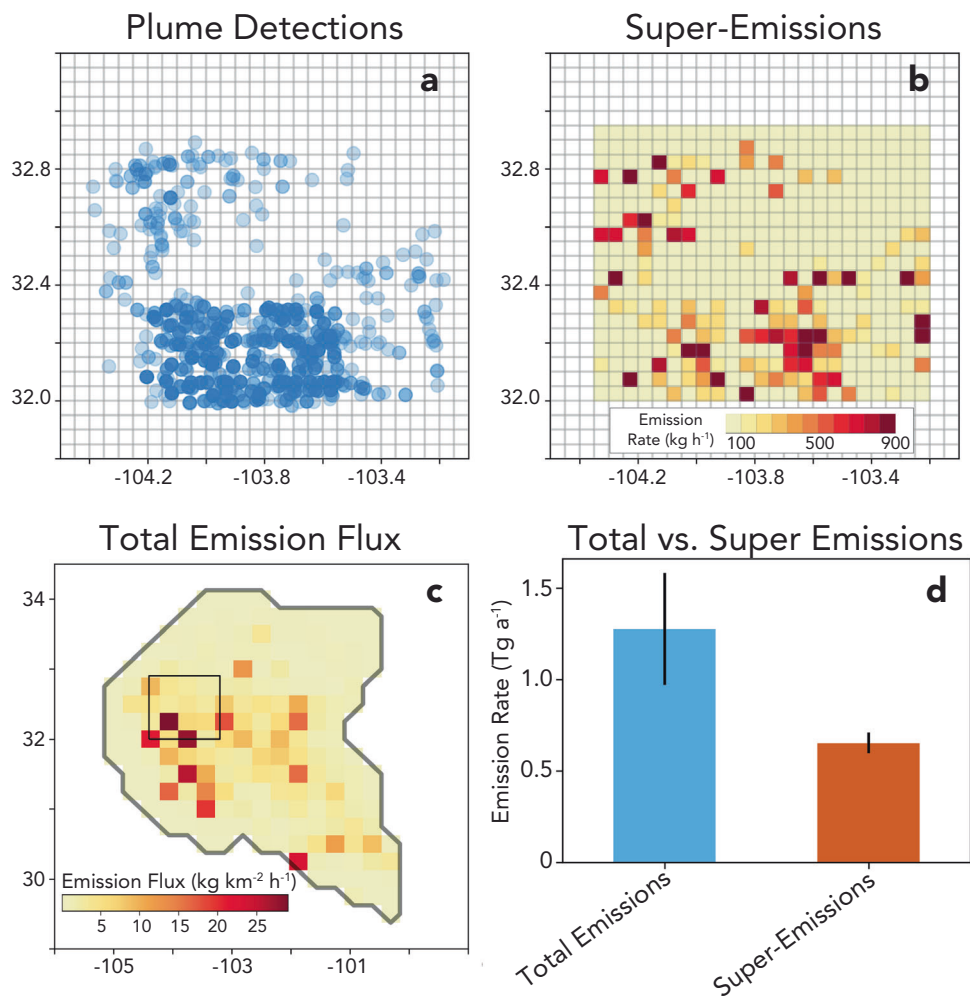 Plume Detections
a
32.8
32.4
32.0
-104.2
-103.8
-103.4
Super-Emissions
b
32.8
32.4
32.0
Emission
Rate (kg h⁻¹)
100
500
900
-104.2
-103.8
-103.4
Total Emission Flux
c
34
32
30
Emission Flux (kg km⁻² h⁻¹)
5
15
20
25
-105
-103
-101
Total vs. Super Emissions
d
Emission Rate (Tg a⁻¹)
1.5
1.0
0.5
0
Total Emissions
Super-Emissions